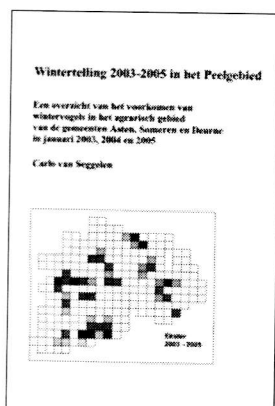 Wintertelling 2003-2005 in het Peelgebied
Een overzicht van het voorkomen van
wintervogels in het agrarisch gebied
van de gemeenten Asten, Someren en Deurne
in januari 2003, 2004 en 2005
Carlo van Seggelen
2003 - 2005